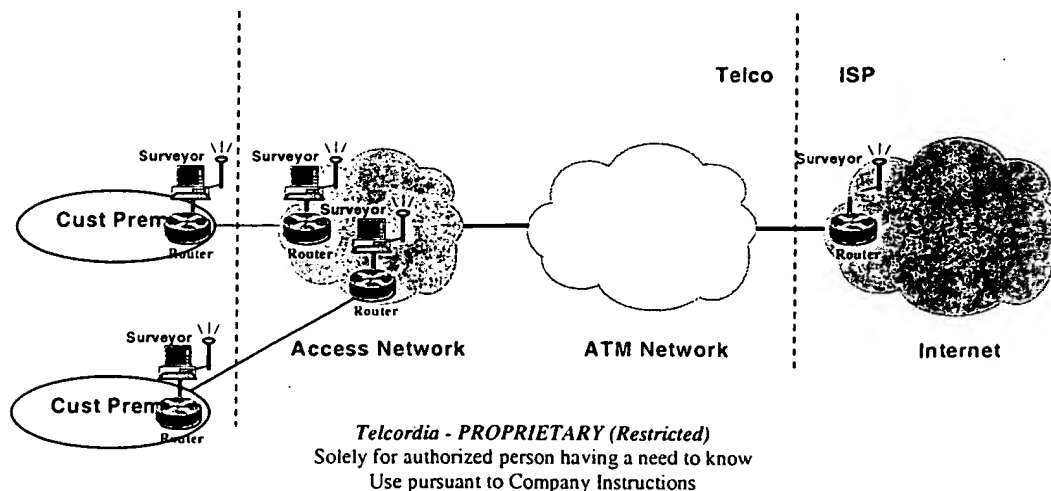 Telco
ISP
Surveyor
Surveyor
Surveyor
Surveyor
Cust Prem
Router
Router
Router
Router
Surveyor
Access Network
ATM Network
Internet
Cust Prem
Router
Telcordia - PROPRIETARY (Restricted)
Solely for authorized person having a need to know
Use pursuant to Company Instructions